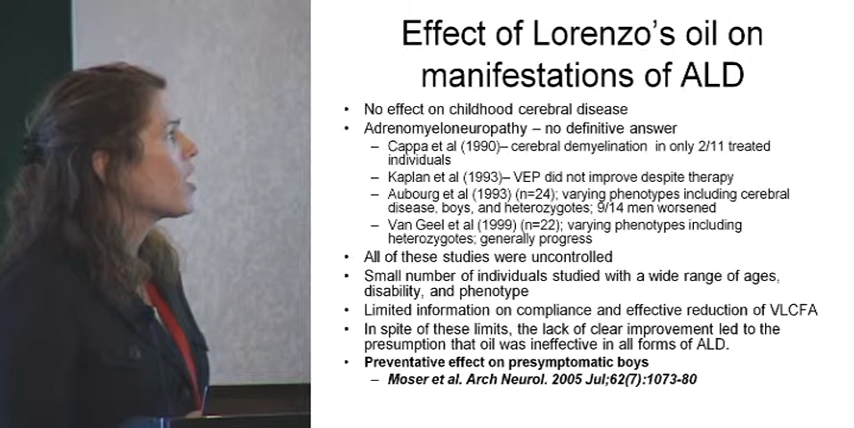 Effect of Lorenzo's oil on
manifestations of ALD
• No effect on childhood cerebral disease
• Adrenomyeloneuropathy – no definitive answer
– Cappa et al (1990)– cerebral demyelination in only 2/11 treated
individuals
– Kaplan et al (1993)– VEP did not improve despite therapy
– Aubourg et al (1993) (n=24); varying phenotypes including cerebral
disease, boys, and heterozygotes; 9/14 men worsened
– Van Geel et al (1999) (n=22); varying phenotypes including
heterozygotes; generally progress
• All of these studies were uncontrolled
• Small number of individuals studied with a wide range of ages,
disability, and phenotype
• Limited information on compliance and effective reduction of VLCFA
• In spite of these limits, the lack of clear improvement led to the
presumption that oil was ineffective in all forms of ALD.
• Preventative effect on presymptomatic boys
– Moser et al. Arch Neurol. 2005 Jul;62(7):1073-80